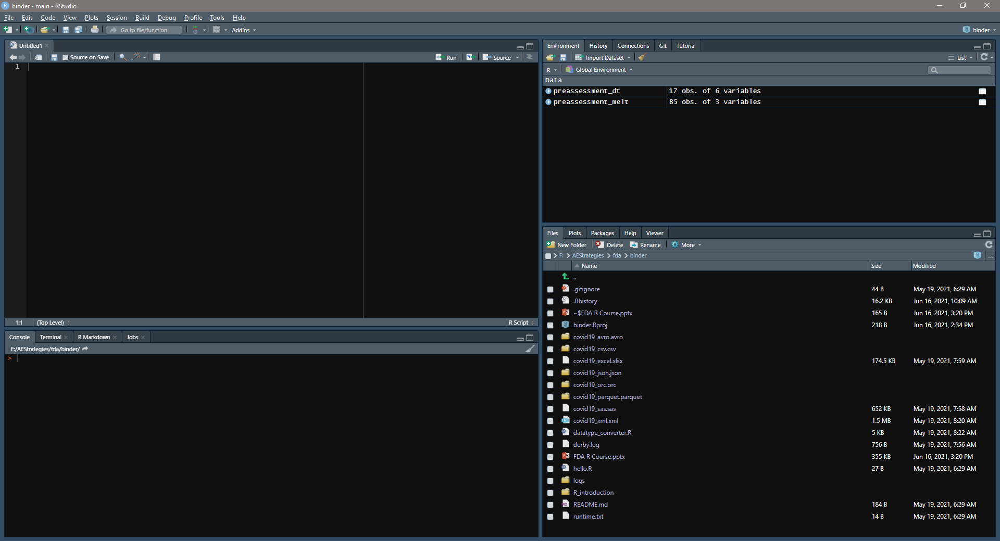 binder - main - RStudio
File Edit Code View Plots Session Build Debug Profile Tools Help
Go to file/function Addins binder
Untitled1
Source on Save Run Source
1
1:1 (Top Level) R Script
Console Terminal R Markdown Jobs
F:/AEStrategies/fda/binder/
>
Environment History Connections Git Tutorial
Import Dataset List
R Global Environment
Data
preassessment_dt 17 obs. of 6 variables
preassessment_melt 85 obs. of 3 variables
Files Plots Packages Help Viewer
New Folder Delete Rename More
F: AEStrategies fda binder ...
Name Size Modified
..
.gitignore 44 B May 19, 2021, 6:29 AM
.Rhistory 16.2 KB Jun 16, 2021, 10:09 AM
~$FDA R Course.pptx 165 B Jun 16, 2021, 3:20 PM
binder.Rproj 218 B Jun 16, 2021, 2:34 PM
covid19_avro.avro
covid19_csv.csv
covid19_excel.xlsx 174.5 KB May 19, 2021, 7:59 AM
covid19_json.json
covid19_orc.orc
covid19_parquet.parquet
covid19_sas.sas 652 KB May 19, 2021, 7:58 AM
covid19_xml.xml 1.5 MB May 19, 2021, 8:20 AM
datatype_converter.R 5 KB May 19, 2021, 8:22 AM
derby.log 756 B May 19, 2021, 7:56 AM
FDA R Course.pptx 355 KB Jun 16, 2021, 3:20 PM
hello.R 27 B May 19, 2021, 6:29 AM
logs
R_introduction
README.md 184 B May 19, 2021, 6:29 AM
runtime.txt 14 B May 19, 2021, 6:29 AM